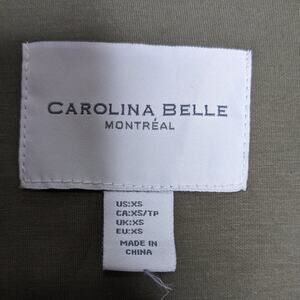 CAROLINA BELLE
MONTRÉAL
US:XS
CA:XS/TP
UK:XS
EU:XS
MADE IN
CHINA